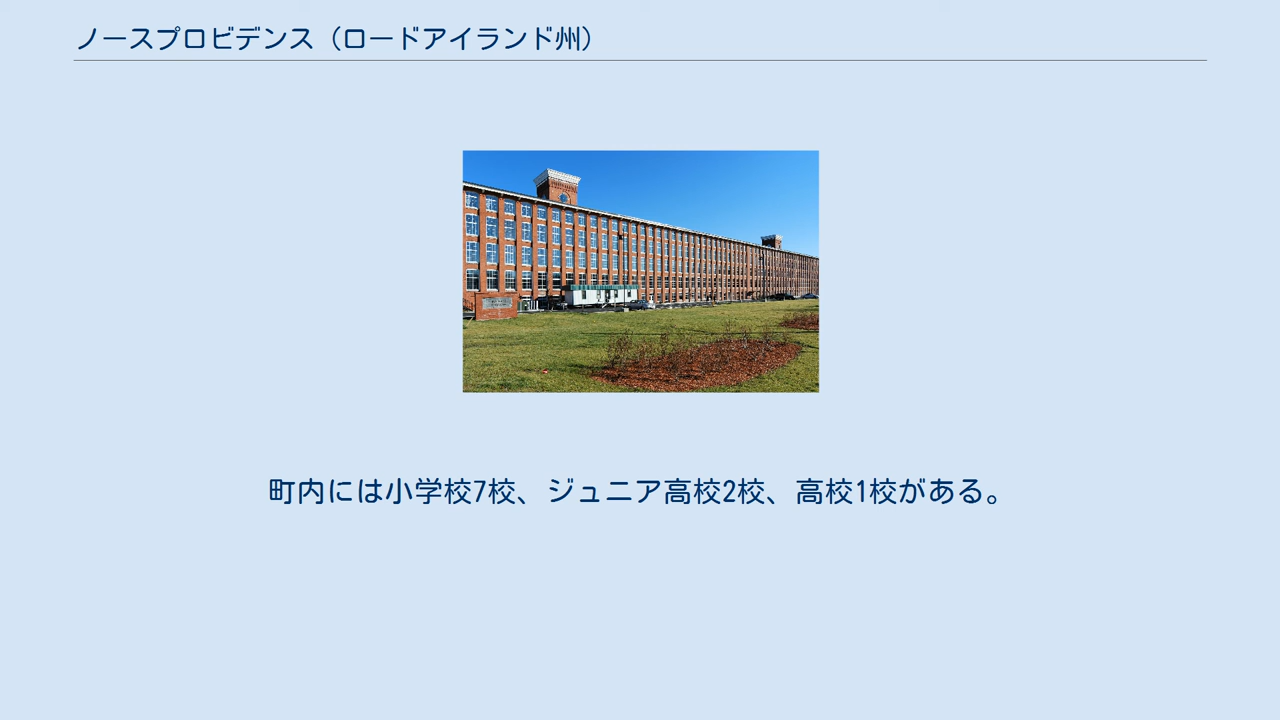 ノースプロビデンス（ロードアイランド州）
町内には小学校7校、ジュニア高校2校、高校1校がある。